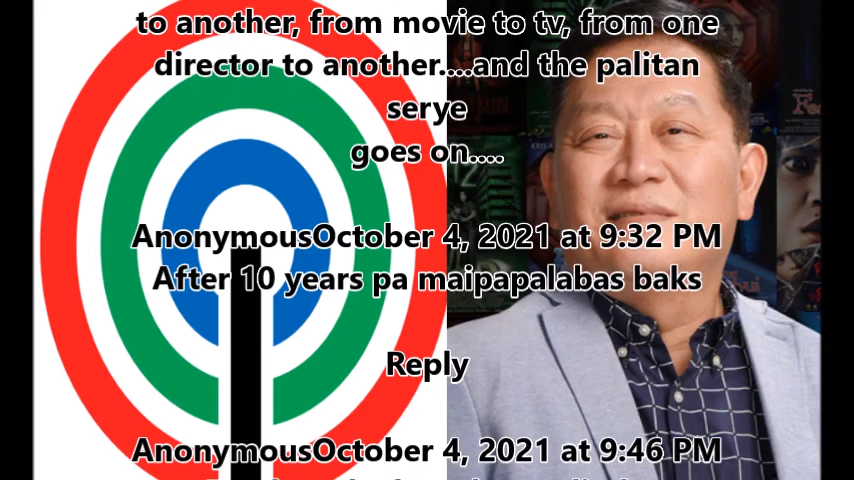 to another, from movie to tv, from one
director to another....and the palitan
serye
goes on....
AnonymousOctober 4, 2021 at 9:32 PM
After 10 years pa maipapalabas baks
Reply
AnonymousOctober 4, 2021 at 9:46 PM